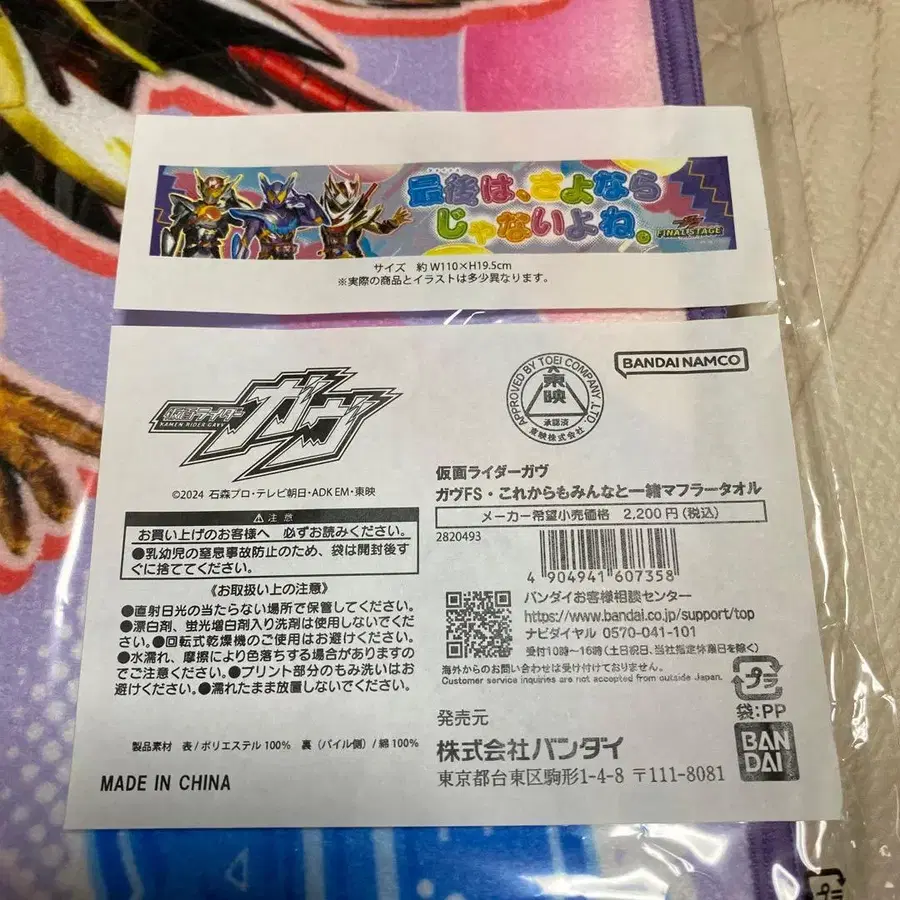 最後は、さよなら
じゃないよね。
FINAL STAGE
サイズ 約 W110×H19.5cm
※実際の商品とイラストは多少異なります。
仮面ライダー
KAMEN RIDER GAVV
ガヴ
©2024 石森プロ・テレビ朝日・ADK EM・東映
APPROVED BY TOEI COMPANY, LTD.
東映
承認済
東映株式会社
BANDAI NAMCO
仮面ライダーガヴ
ガヴFS・これからもみんなと一緒マフラータオル
メーカー希望小売価格 2,200円(税込)
2820493
4 904941 607358
⚠ 注意
お買い上げのお客様へ 必ずお読みください。
●乳幼児の窒息事故防止のため、袋は開封後す
ぐに捨ててください。
《お取扱い上の注意》
●直射日光の当たらない場所で保管してください。
●漂白剤、蛍光増白剤入り洗剤は使用しないでくだ
さい。●回転式乾燥機のご使用はお避けください。
●水濡れ、摩擦により色落ちする場合があります
のでご注意ください。●プリント部分のもみ洗いはお
避けください。●濡れたまま放置しないでください。
製品素材 表/ポリエステル100% 裏(パイル側)/綿100%
MADE IN CHINA
バンダイお客様相談センター
https://www.bandai.co.jp/support/top
ナビダイヤル 0570-041-101
受付10時〜16時(土日祝日、当社指定休業日を除く)
海外からのお問い合わせは受け付けておりません。
Customer service inquiries are not accepted from outside Japan.
プラ
袋:PP
発売元
株式会社バンダイ
東京都台東区駒形1-4-8 〒111-8081
BAN
DAI